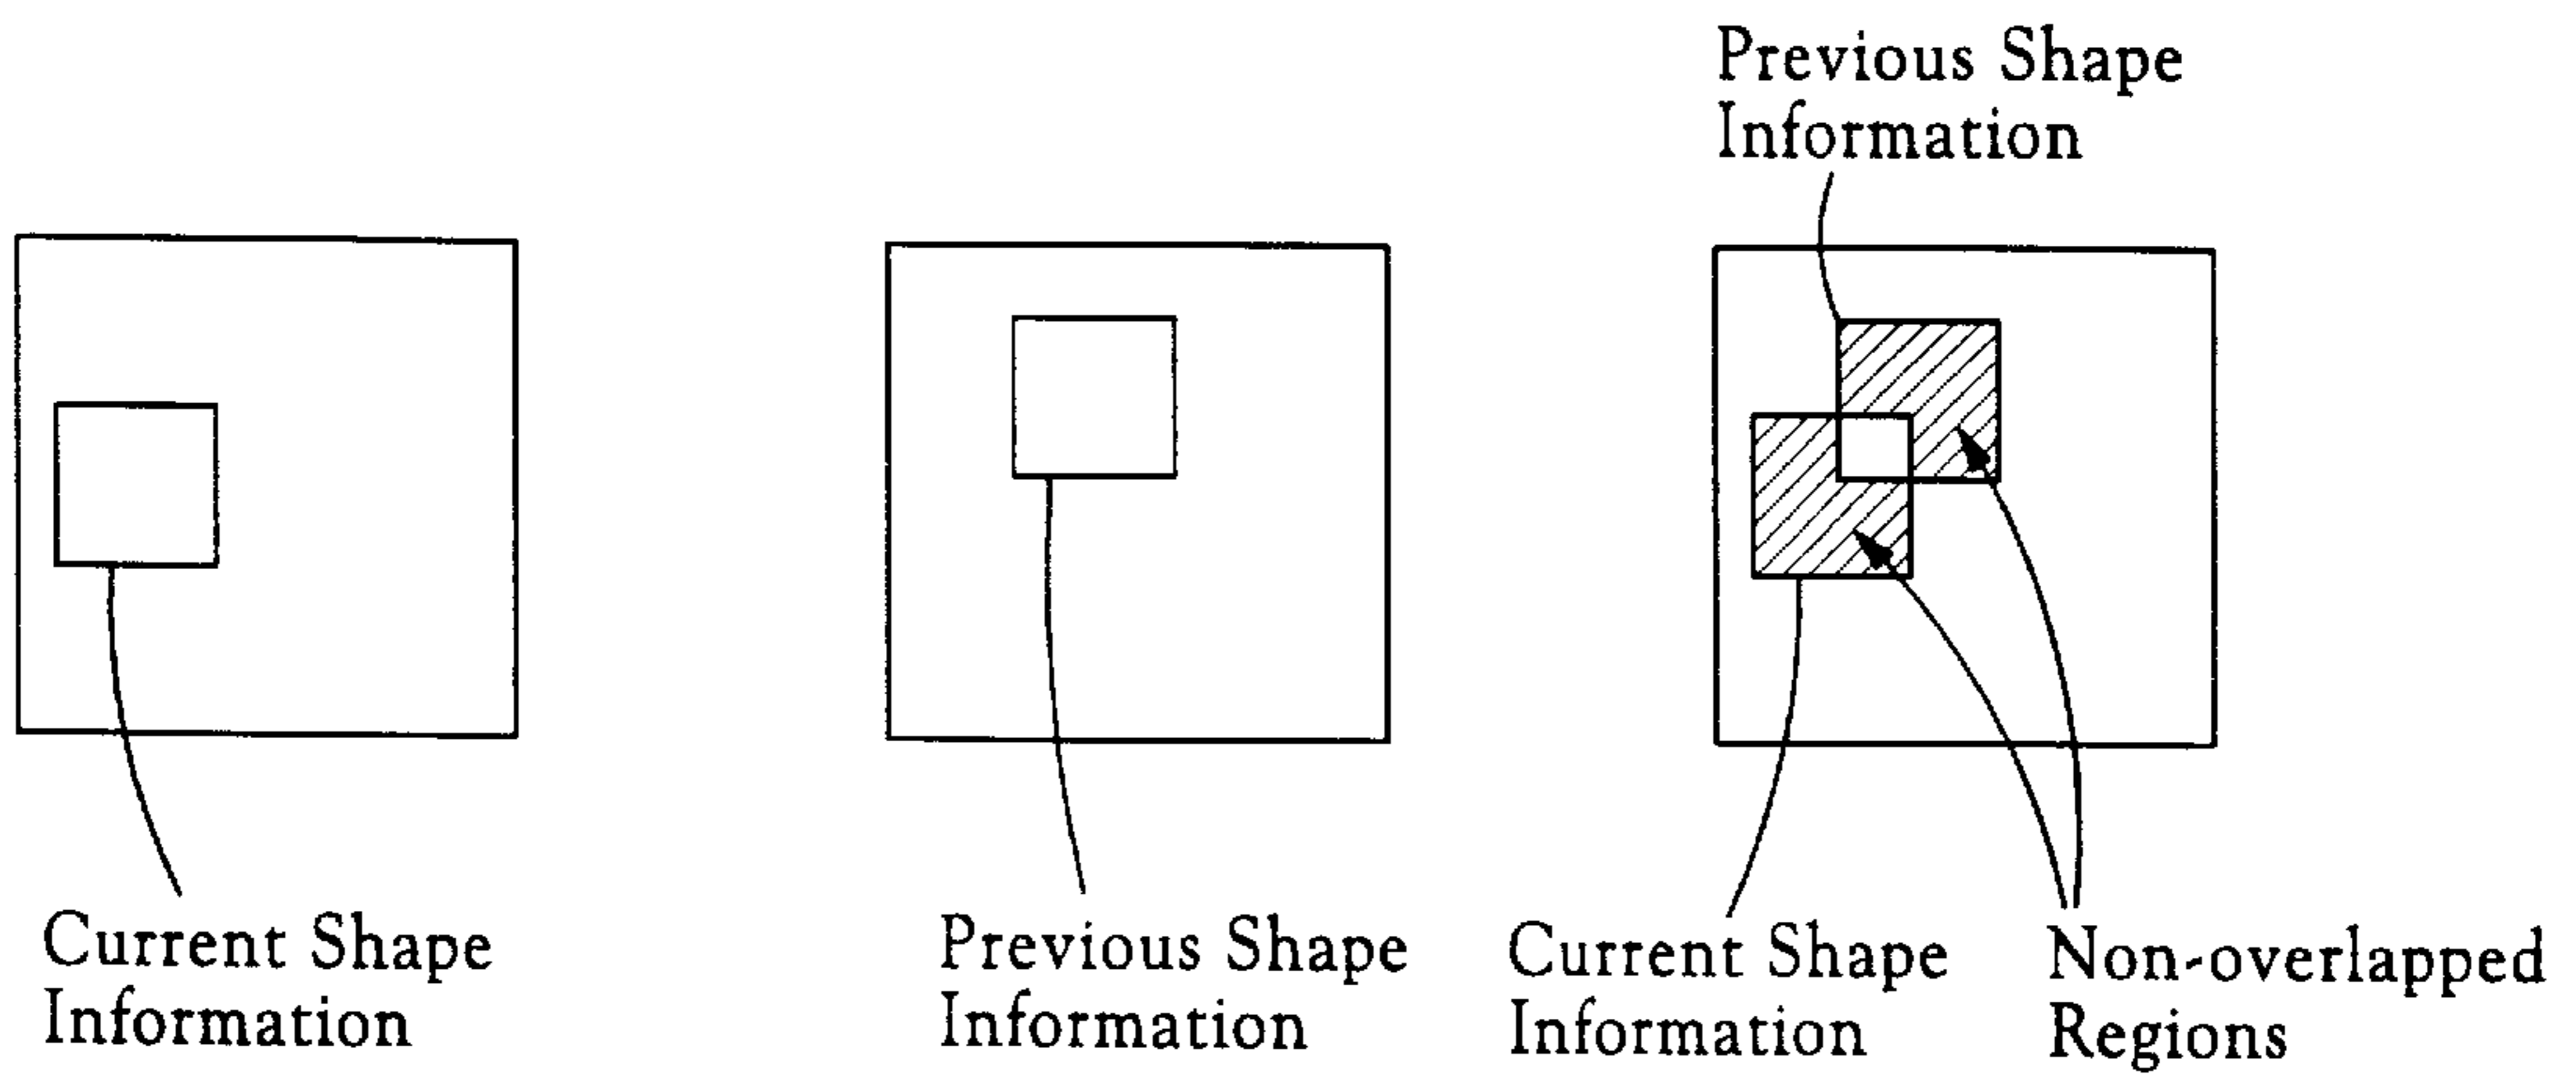 Previous Shape
Information
Current Shape
Information
Previous Shape
Information
Current Shape
Information
Non-overlapped
Regions